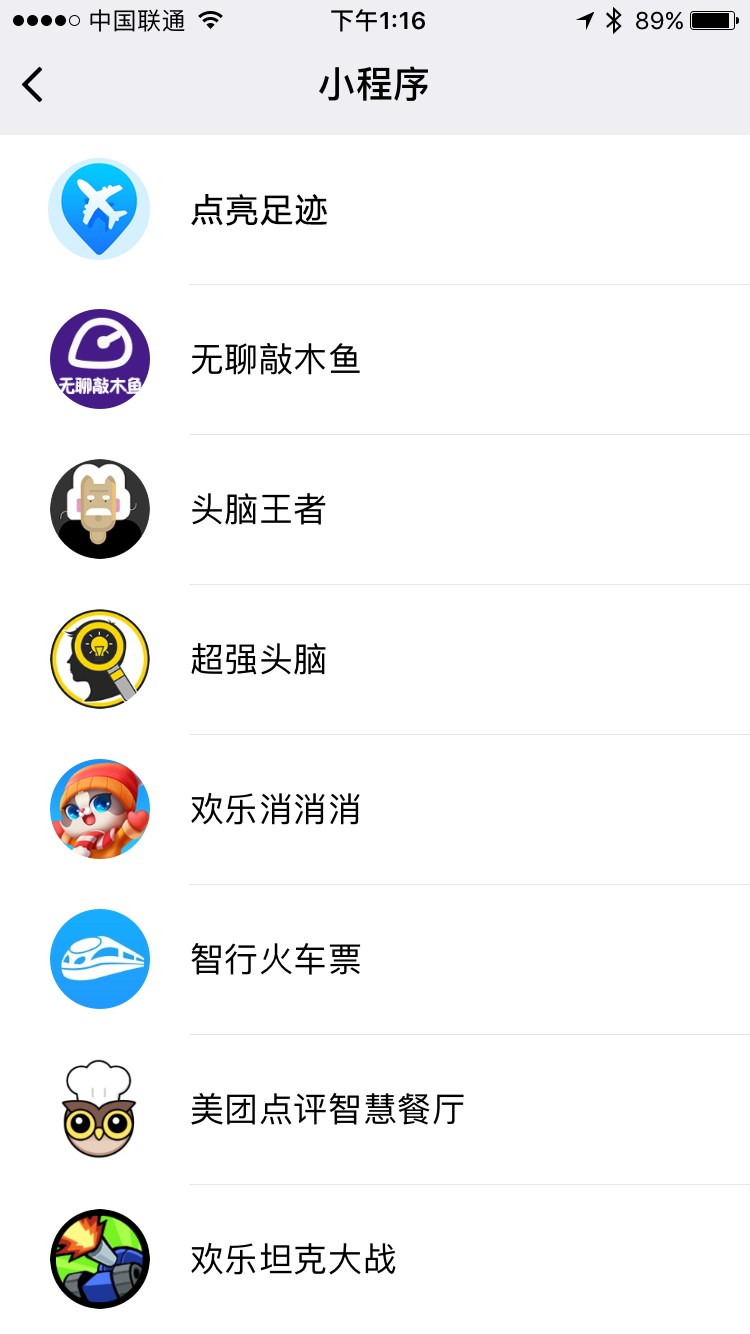 中国联通 下午1:16 89%
小程序
点亮足迹
无聊敲木鱼
无聊敲木鱼
头脑王者
超强头脑
欢乐消消消
智行火车票
美团点评智慧餐厅
欢乐坦克大战